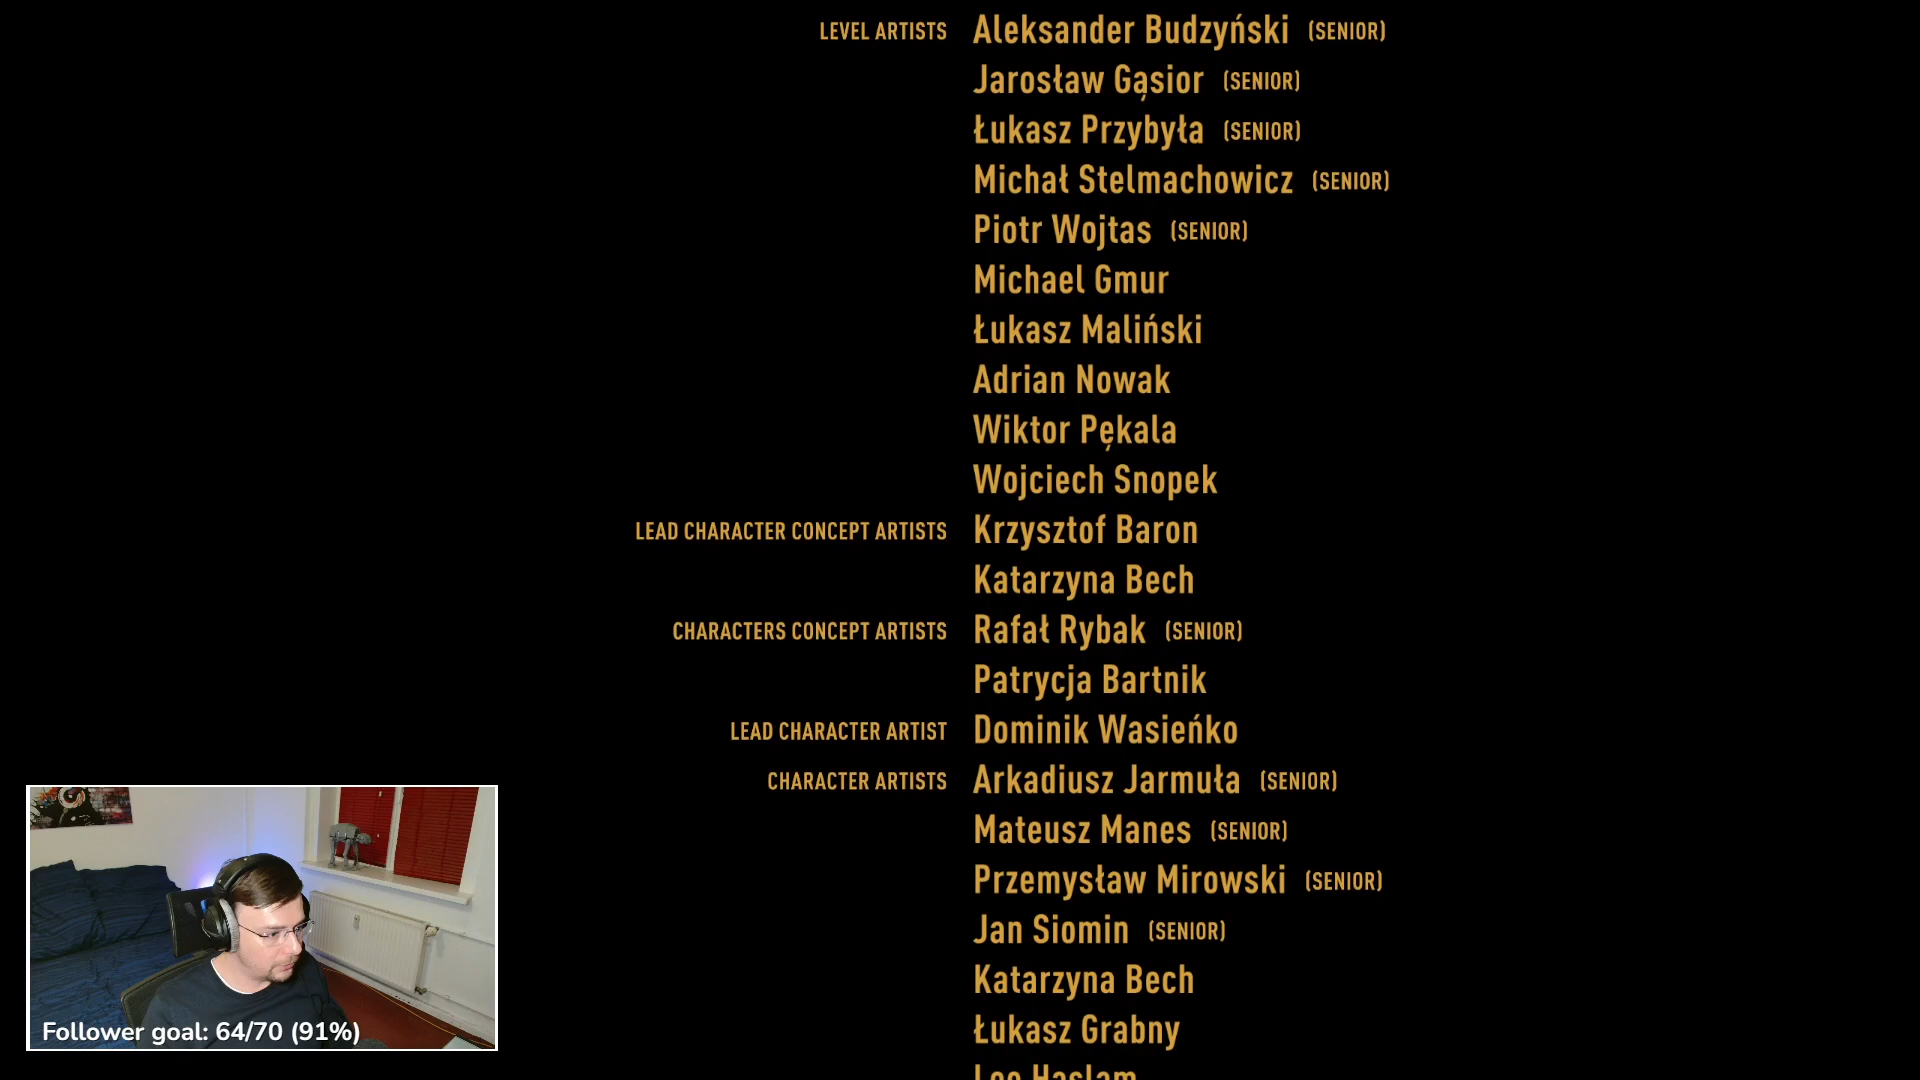 LEVEL ARTISTS Aleksander Budzyński (SENIOR)
Jarosław Gąsior (SENIOR)
Łukasz Przybyła (SENIOR)
Michał Stelmachowicz (SENIOR)
Piotr Wojtas (SENIOR)
Michael Gmur
Łukasz Maliński
Adrian Nowak
Wiktor Pękala
Wojciech Snopek
LEAD CHARACTER CONCEPT ARTISTS Krzysztof Baron
Katarzyna Bech
CHARACTERS CONCEPT ARTISTS Rafał Rybak (SENIOR)
Patrycja Bartnik
LEAD CHARACTER ARTIST Dominik Wasieńko
CHARACTER ARTISTS Arkadiusz Jarmuła (SENIOR)
Mateusz Manes (SENIOR)
Przemysław Mirowski (SENIOR)
Jan Siomin (SENIOR)
Katarzyna Bech
Łukasz Grabny
Lee Haslam
Follower goal: 64/70 (91%)